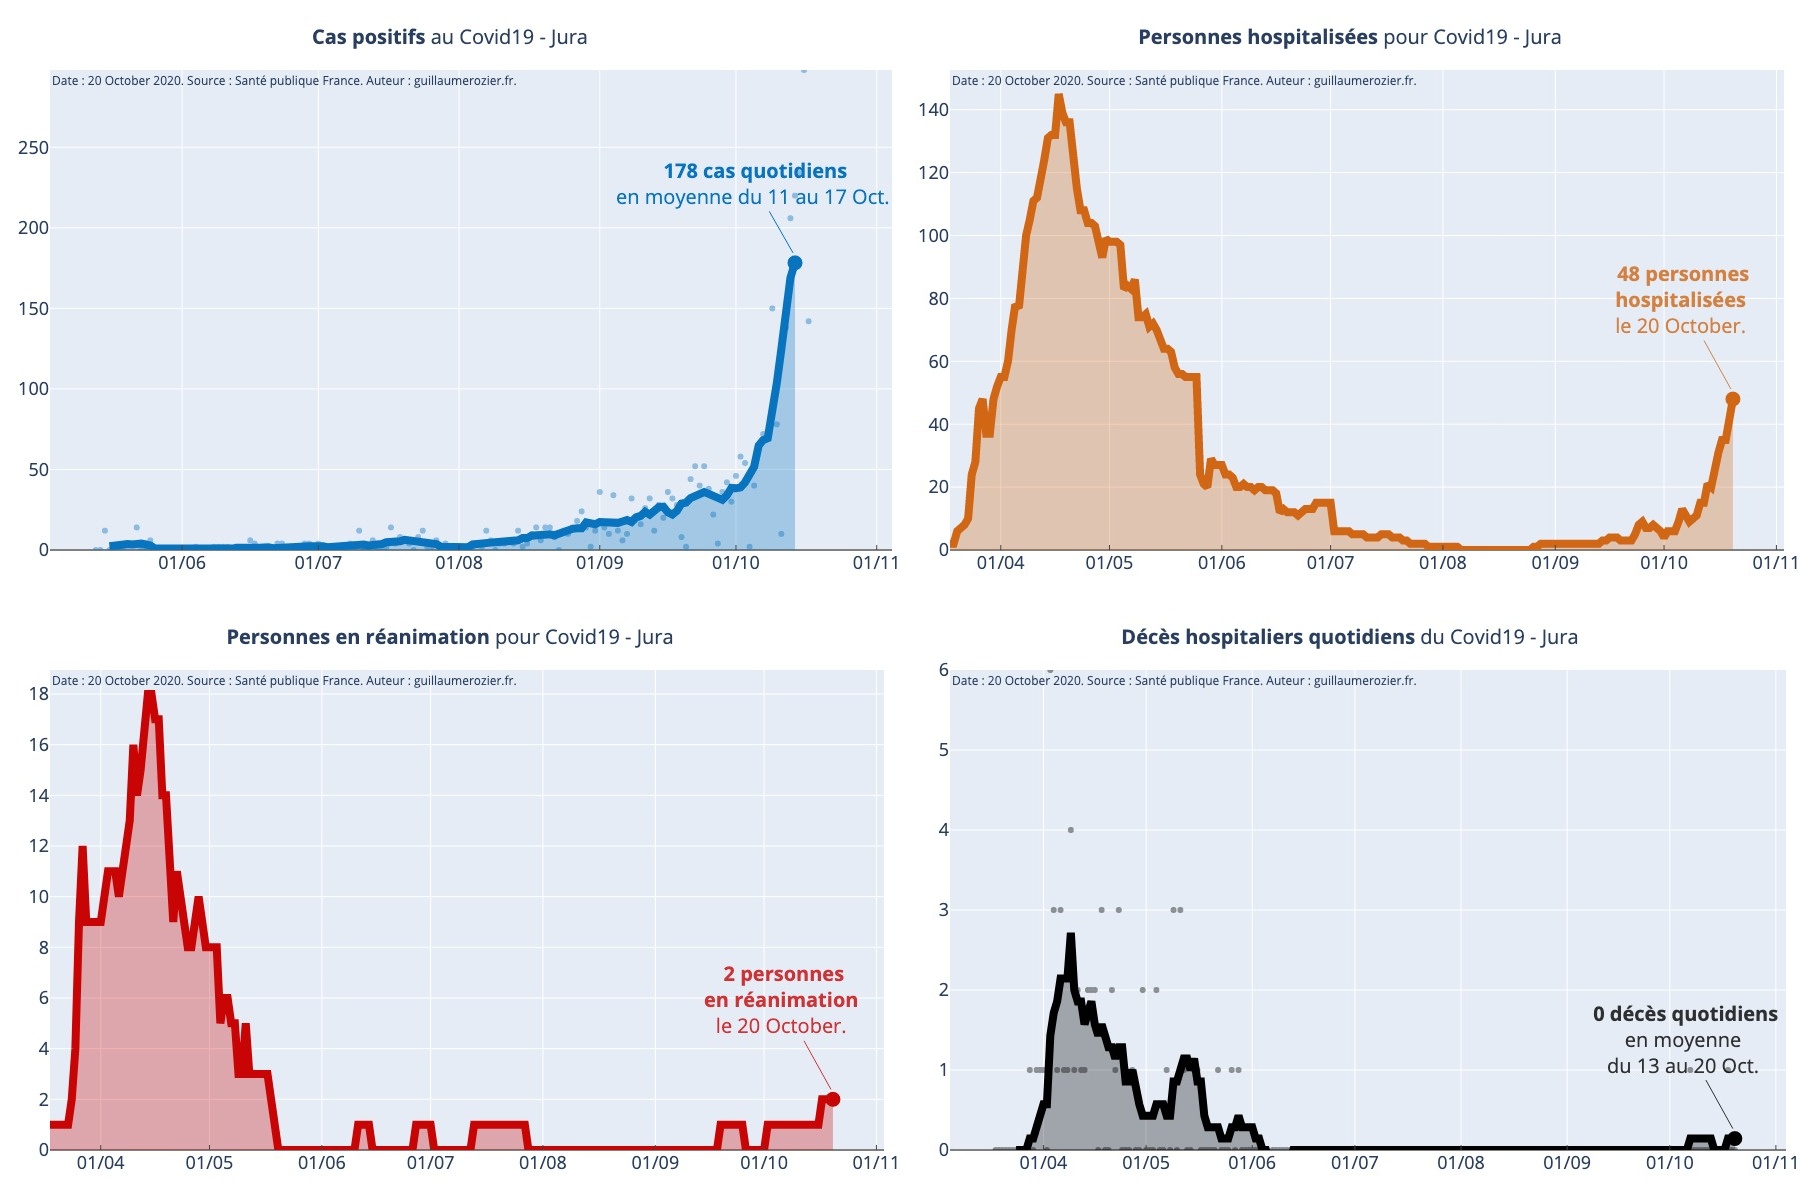 Cas positifs au Covid19 - Jura
Date : 20 October 2020. Source : Santé publique France. Auteur : guillaumerozier.fr.
250
200
150
100
50
0
178 cas quotidiens
en moyenne du 11 au 17 Oct.
01/06 01/07 01/08 01/09 01/10 01/11
Personnes hospitalisées pour Covid19 - Jura
Date : 20 October 2020. Source : Santé publique France. Auteur : guillaumerozier.fr.
140
120
100
80
60
40
20
0
48 personnes
hospitalisées
le 20 October.
01/04 01/05 01/06 01/07 01/08 01/09 01/10 01/11
Personnes en réanimation pour Covid19 - Jura
Date : 20 October 2020. Source : Santé publique France. Auteur : guillaumerozier.fr.
18
16
14
12
10
8
6
4
2
0
2 personnes
en réanimation
le 20 October.
01/04 01/05 01/06 01/07 01/08 01/09 01/10 01/11
Décès hospitaliers quotidiens du Covid19 - Jura
Date : 20 October 2020. Source : Santé publique France. Auteur : guillaumerozier.fr.
6
5
4
3
2
1
0
0 décès quotidiens
en moyenne
du 13 au 20 Oct.
01/04 01/05 01/06 01/07 01/08 01/09 01/10 01/11